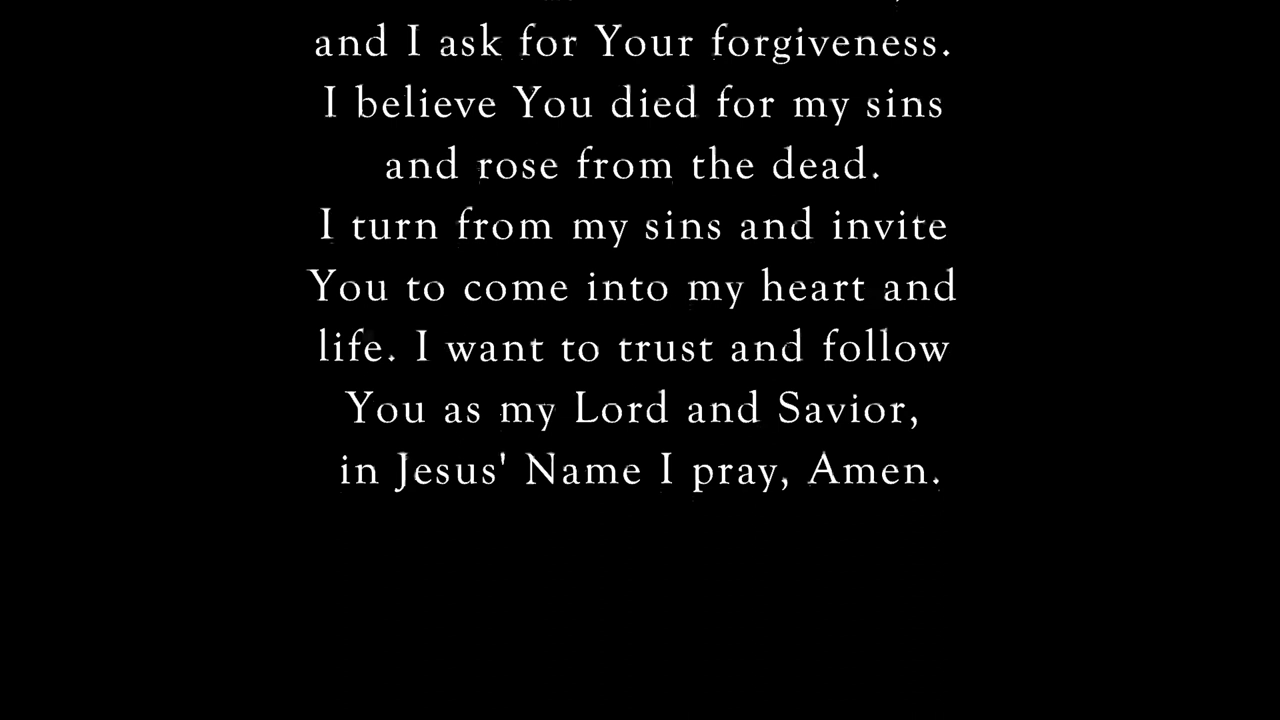 and I ask for Your forgiveness.
I believe You died for my sins
and rose from the dead.
I turn from my sins and invite
You to come into my heart and
life. I want to trust and follow
You as my Lord and Savior,
in Jesus' Name I pray, Amen.